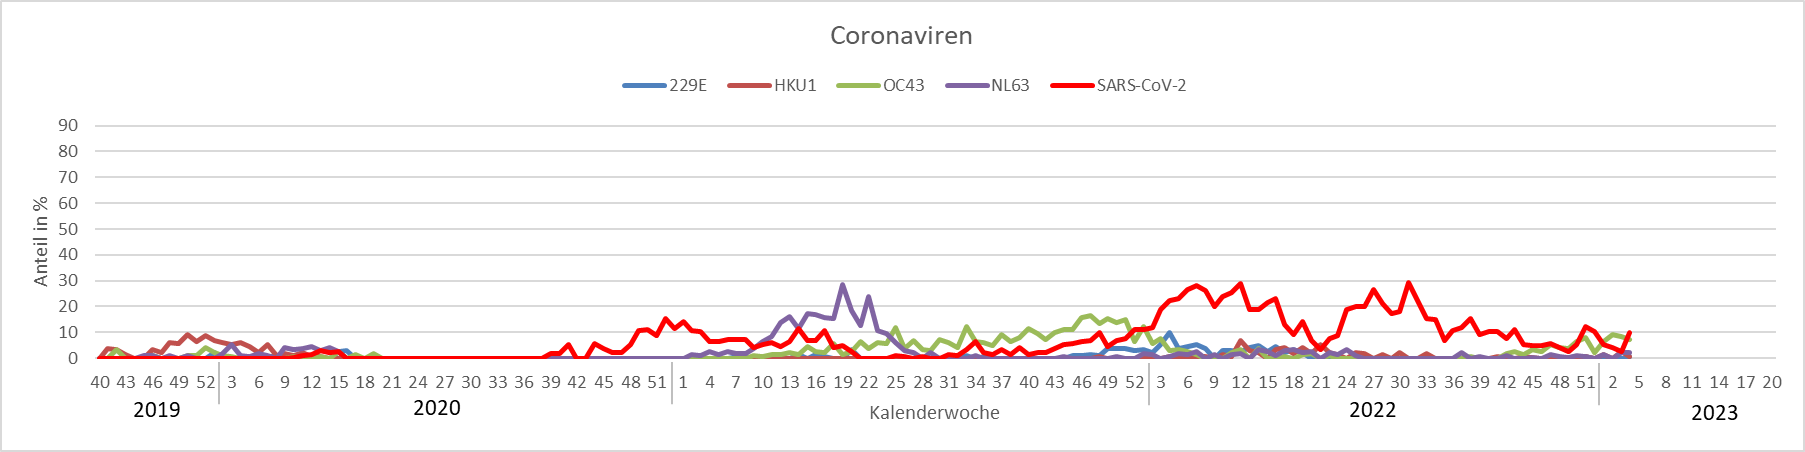 Coronaviren
229E HKU1 OC43 NL63 SARS-CoV-2
Anteil in %
90
80
70
60
50
40
30
20
10
0
40 43 46 49 52 3 6 9 12 15 18 21 24 27 30 33 36 39 42 45 48 51 1 4 7 10 13 16 19 22 25 28 31 34 37 40 43 46 49 52 3 6 9 12 15 18 21 24 27 30 33 36 39 42 45 48 51 2 5 8 11 14 17 20
2019 2020 Kalenderwoche 2022 2023